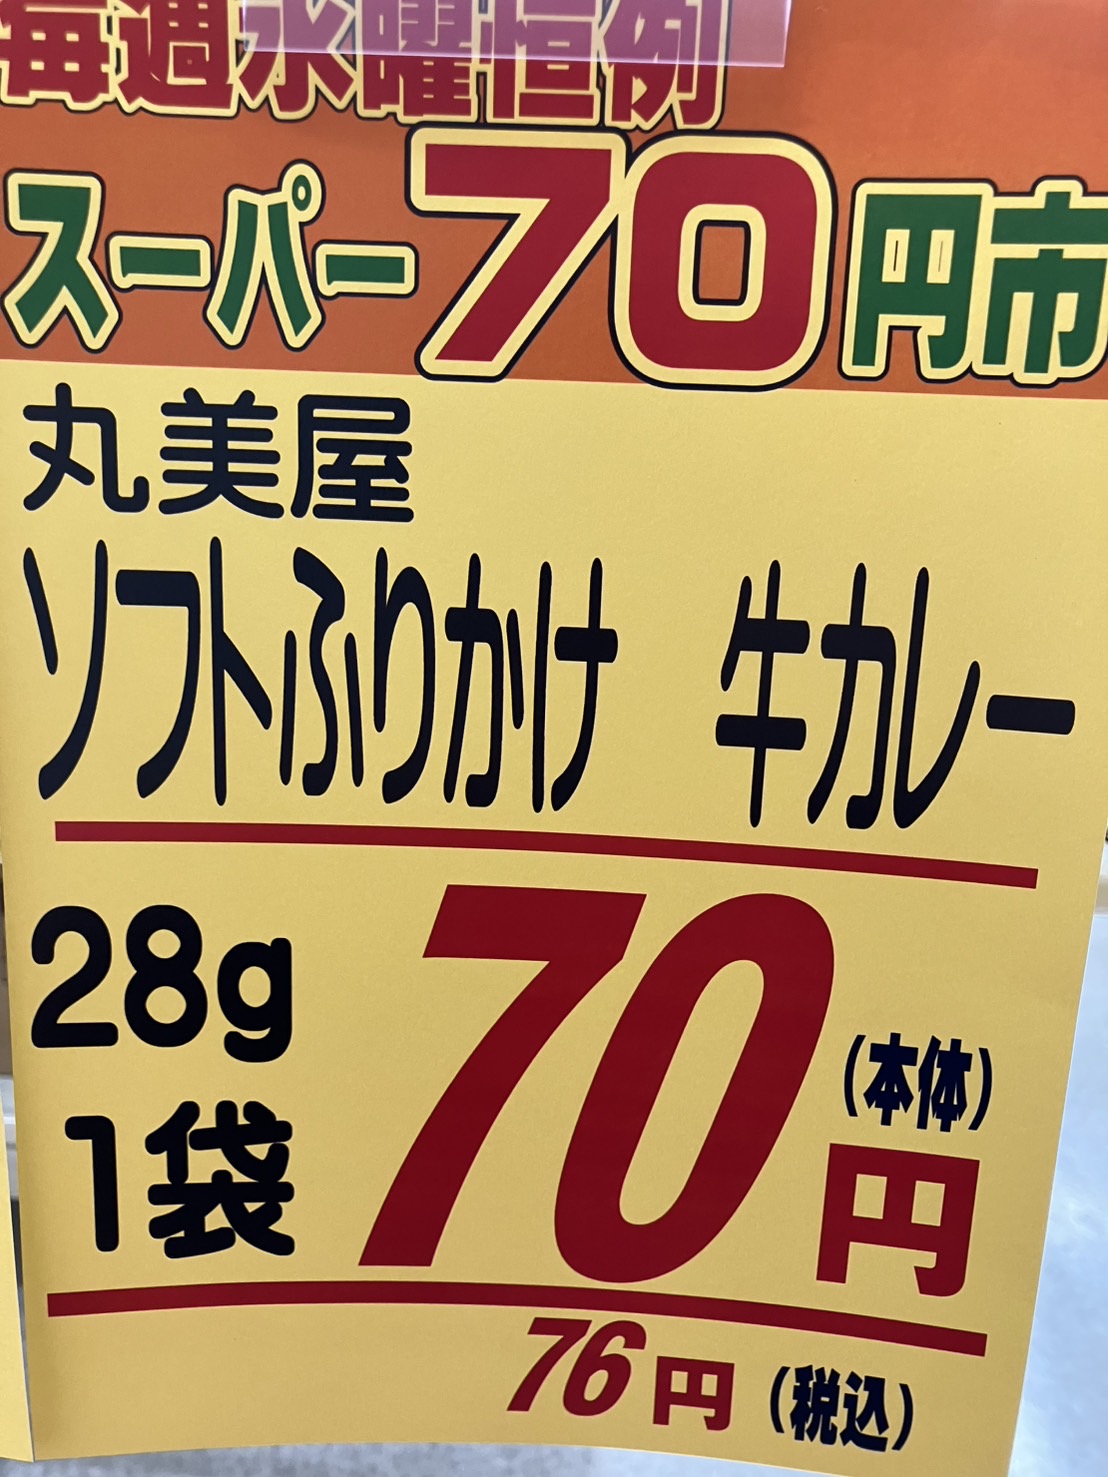 毎週水曜恒例
スーパー70円市
丸美屋
ソフトふりかけ　牛カレー
28g
1袋
70円
(本体)
76円(税込)